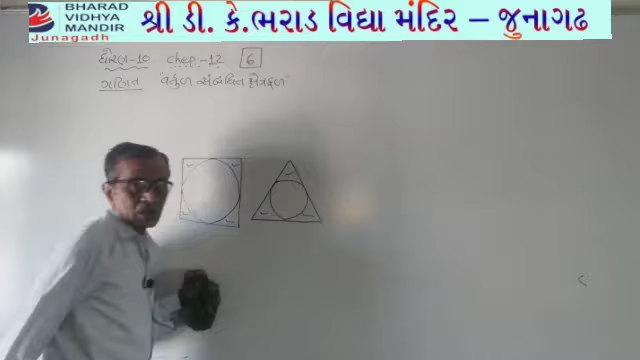 BHARAD
VIDHYA
MANDIR
Junagadh
શ્રી ડી. કે.ભરાડ વિદ્યા મંદિર – જુનાગઢ
ધોરણ-10 chep-12 6
ગણિત "વર્તુળ સંબંધિત ક્ષેત્રફળ"